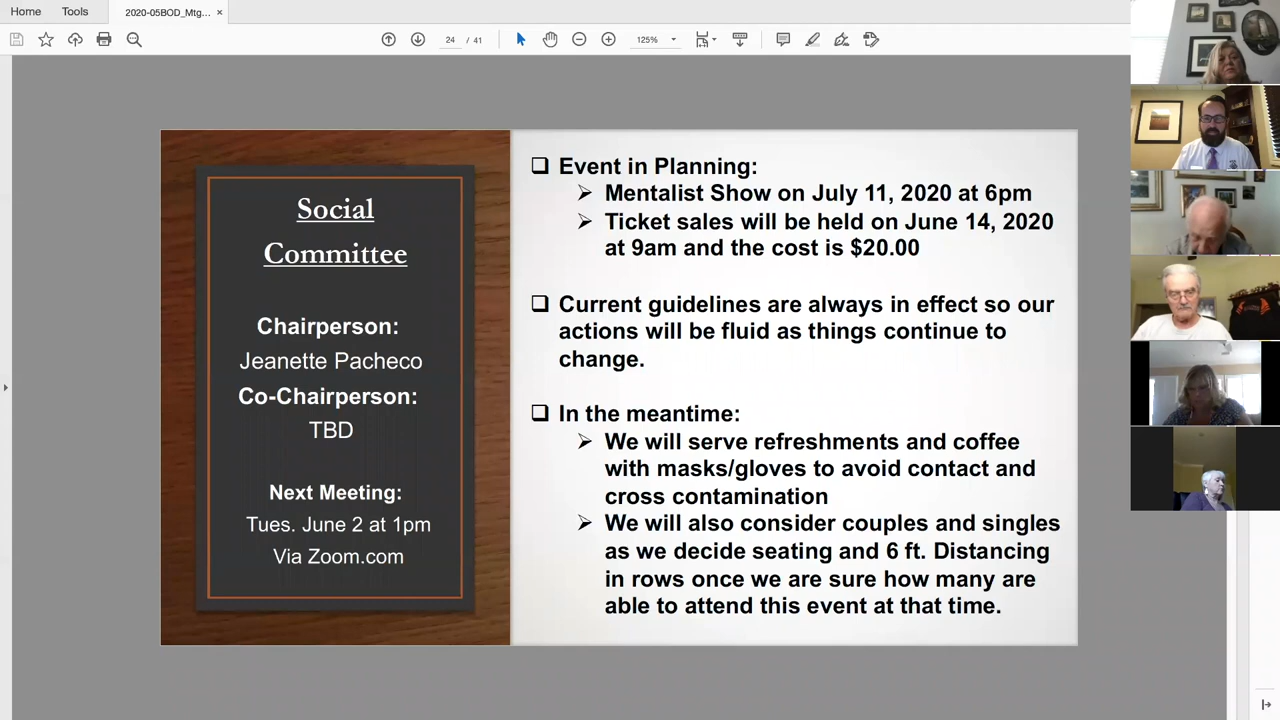 Home
Tools
2020-05BOD_Mtg... ×
24 / 41
125%
Social
Committee
Chairperson:
Jeanette Pacheco
Co-Chairperson:
TBD
Next Meeting:
Tues. June 2 at 1pm
Via Zoom.com
Event in Planning:
Mentalist Show on July 11, 2020 at 6pm
Ticket sales will be held on June 14, 2020
at 9am and the cost is $20.00
Current guidelines are always in effect so our
actions will be fluid as things continue to
change.
In the meantime:
We will serve refreshments and coffee
with masks/gloves to avoid contact and
cross contamination
We will also consider couples and singles
as we decide seating and 6 ft. Distancing
in rows once we are sure how many are
able to attend this event at that time.